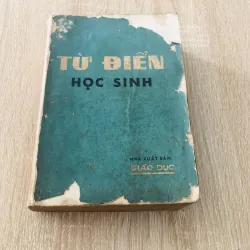 TỪ ĐIỂN
HỌC SINH
NHÀ XUẤT BẢN
GIÁO DỤC